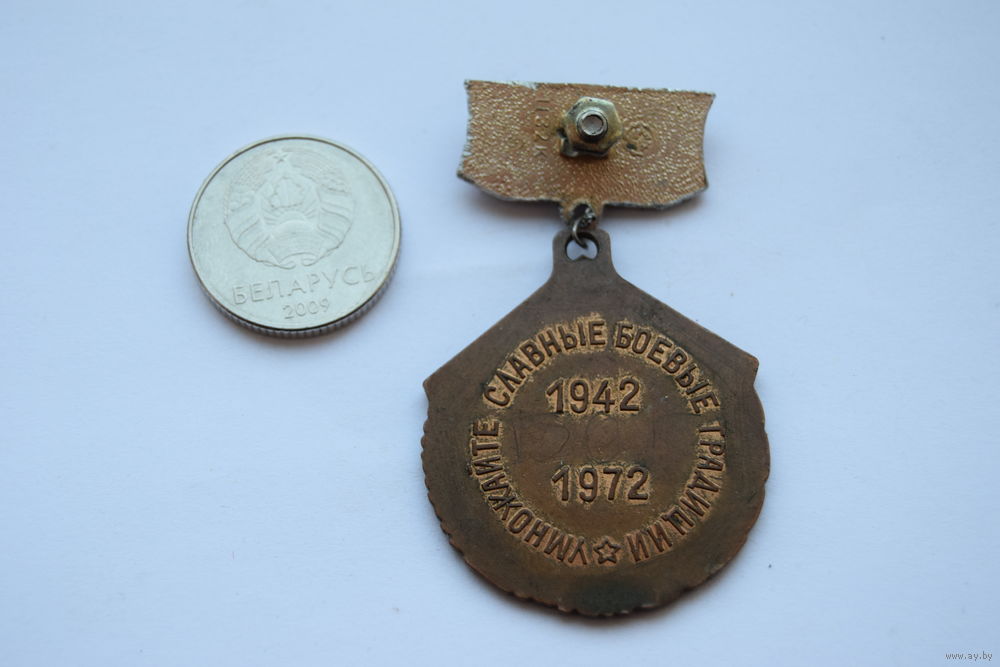 БЕЛАРУСЬ
2009
УМНОЖАЙТЕ СЛАВНЫЕ БОЕВЫЕ ТРАДИЦИИ
1942
1972
www.ay.by